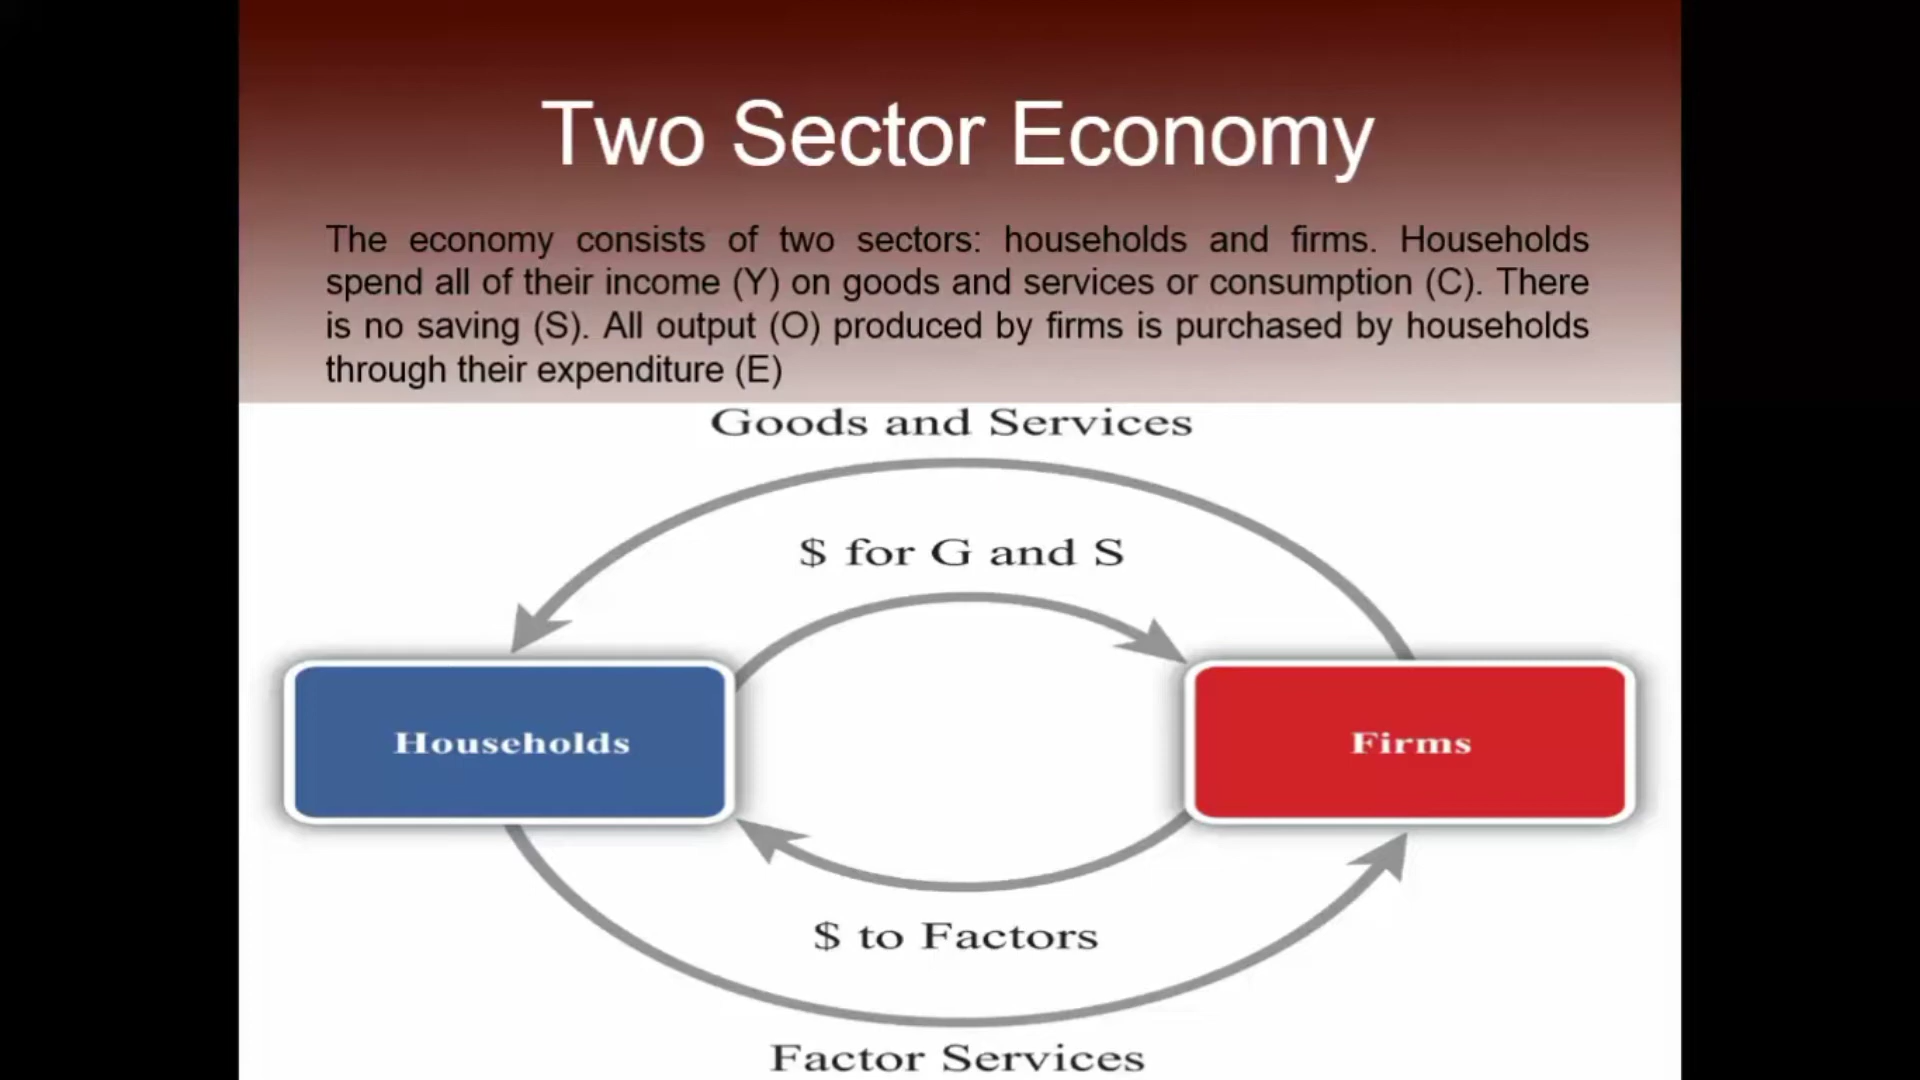 Two Sector Economy
The economy consists of two sectors: households and firms. Households
spend all of their income (Y) on goods and services or consumption (C). There
is no saving (S). All output (O) produced by firms is purchased by households
through their expenditure (E)
Goods and Services
$ for G and S
Households
Firms
$ to Factors
Factor Services